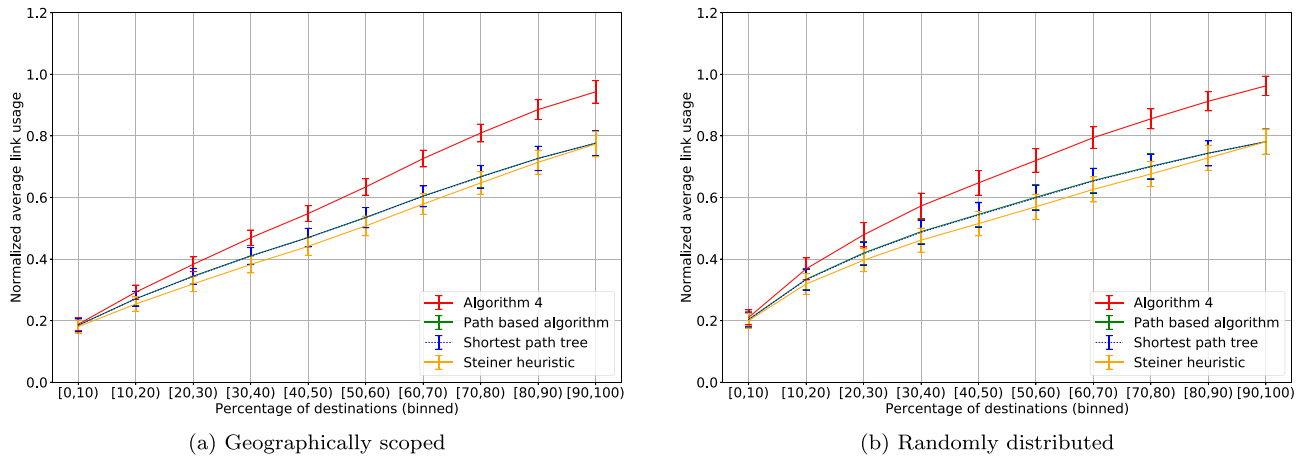 1.2
1.0
0.8
0.6
0.4
0.2
0.0
Normalized average link usage
[0,10) [10,20) [20,30) [30,40) [40,50) [50,60) [60,70) [70,80) [80,90) [90,100)
Percentage of destinations (binned)
Algorithm 4
Path based algorithm
Shortest path tree
Steiner heuristic
(a) Geographically scoped
1.2
1.0
0.8
0.6
0.4
0.2
0.0
Normalized average link usage
[0,10) [10,20) [20,30) [70,80) [40,50) [50,60) [60,70) [70,80) [80,90) [90,100)
Percentage of destinations (binned)
Algorithm 4
Path based algorithm
Shortest path tree
Steiner heuristic
(b) Randomly distributed